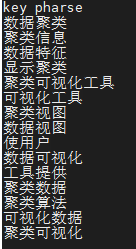 key pharse
数据聚类
聚类信息
数据特征
显示聚类
聚类可视化工具
可视化工具
聚类视图
数据视图
使用户
数据可视化
工具提供
聚类数据
聚类算法
可视化数据
聚类可视化